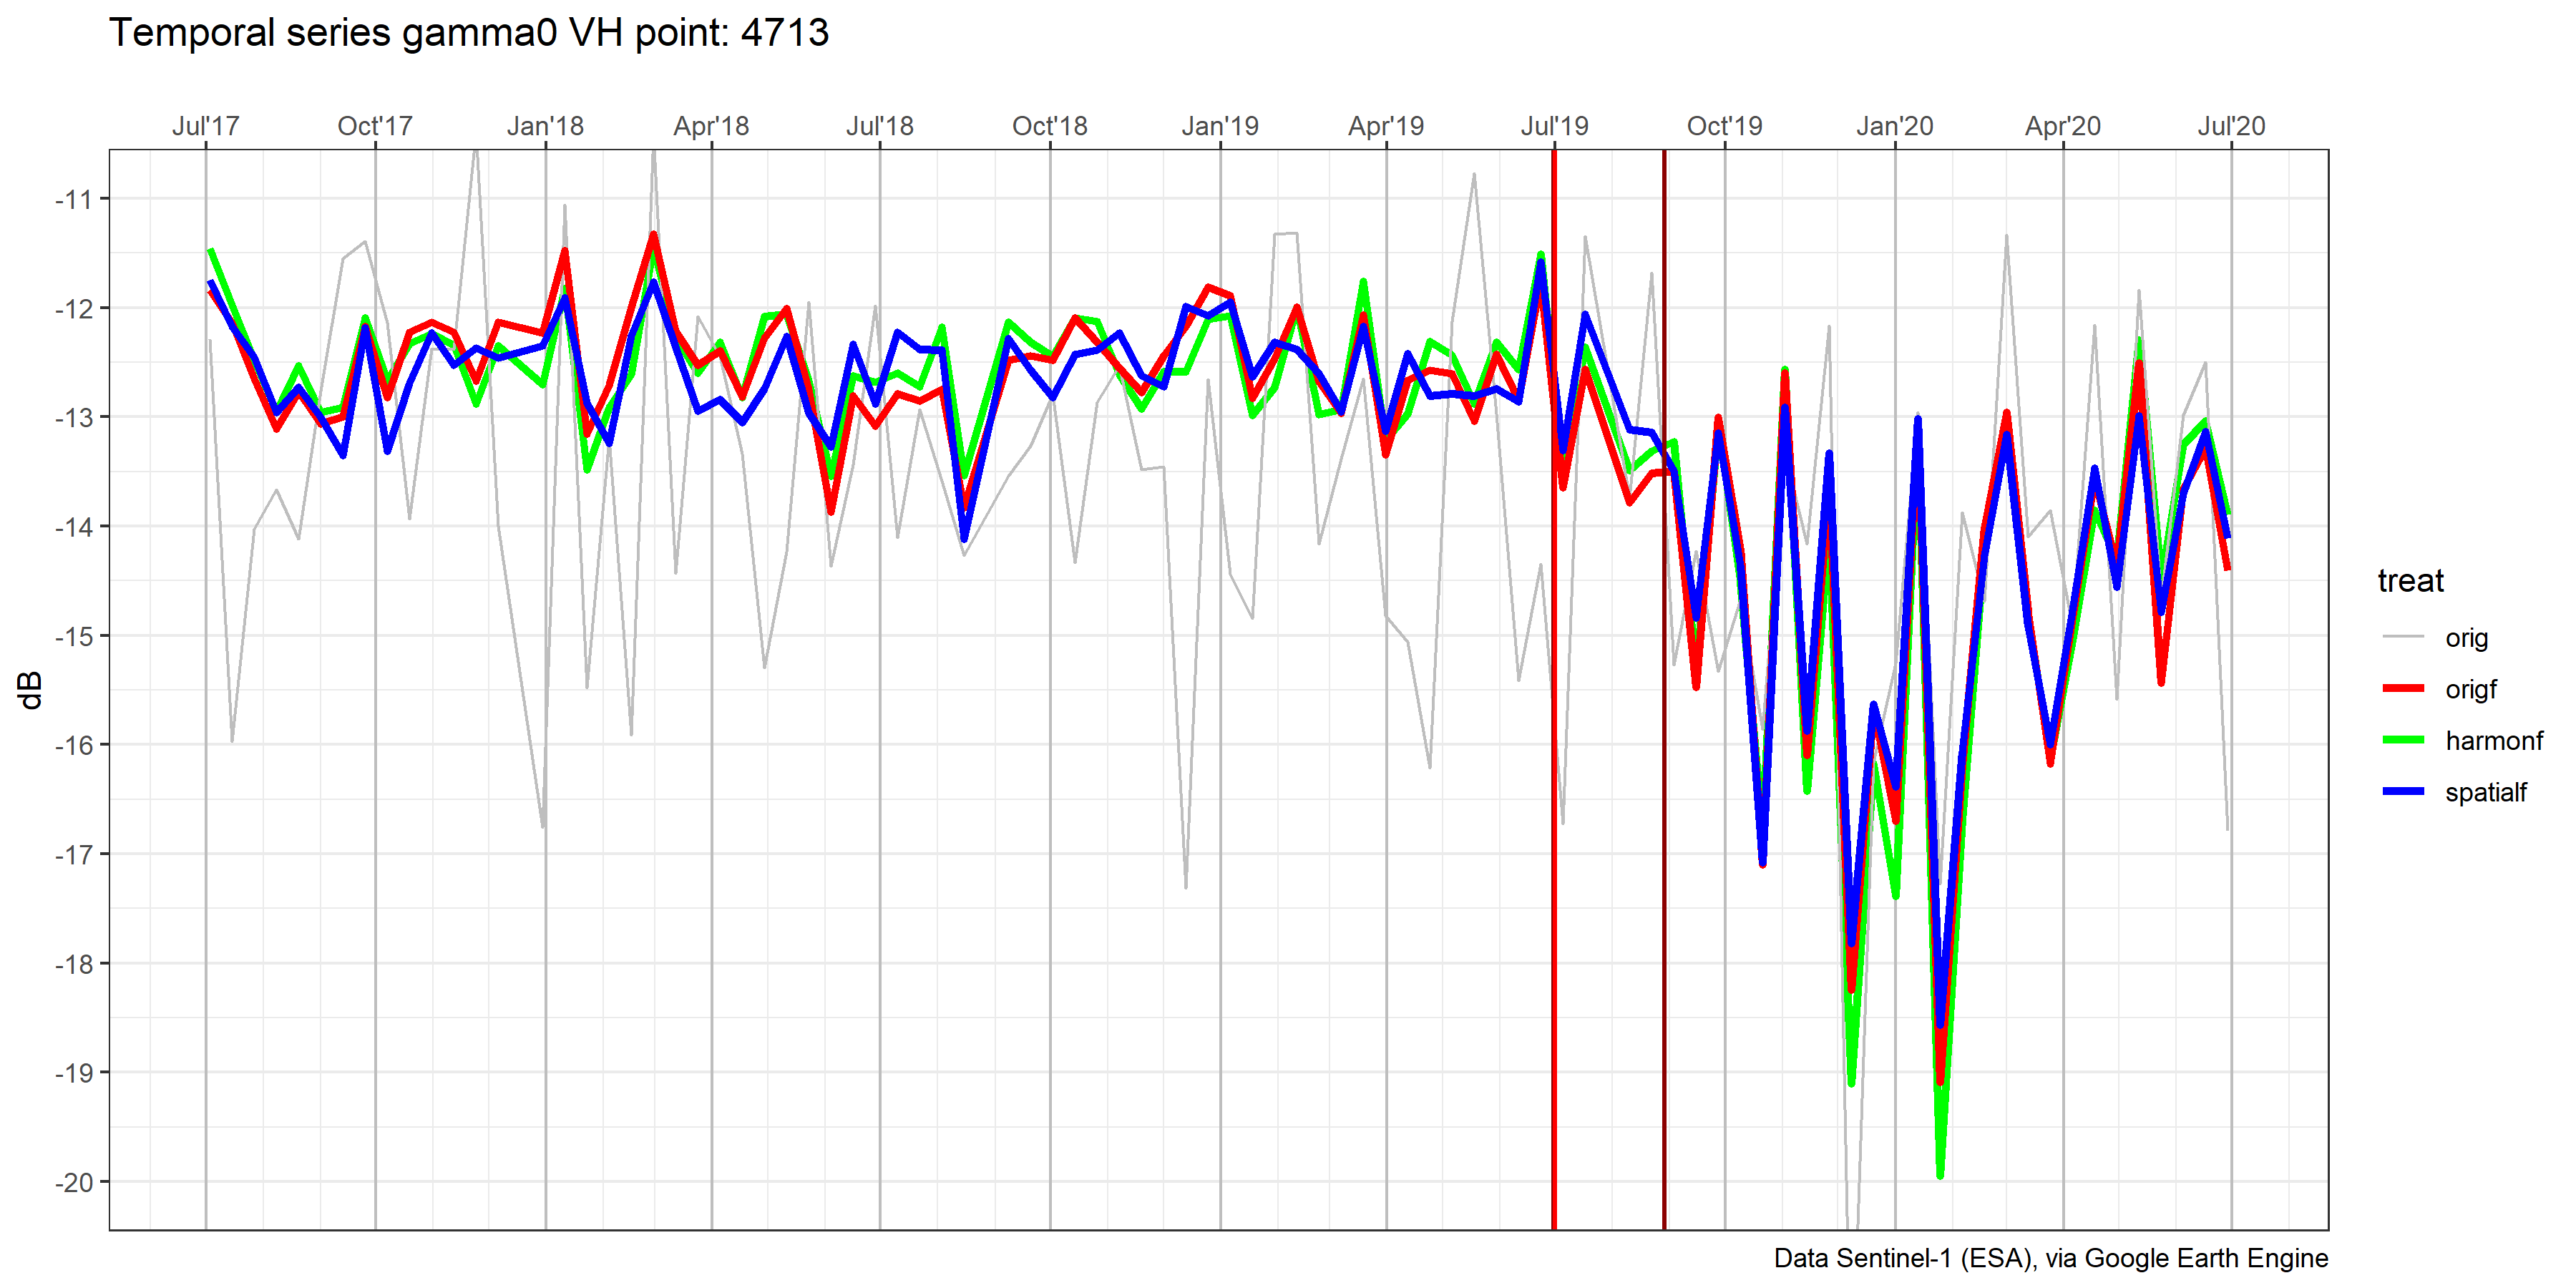 Temporal series gamma0 VH point: 4713
Jul'17 Oct'17 Jan'18 Apr'18 Jul'18 Oct'18 Jan'19 Apr'19 Jul'19 Oct'19 Jan'20 Apr'20 Jul'20
-11
-12
-13
-14
-15
-16
-17
-18
-19
-20
dB
treat
orig
origf
harmonf
spatialf
Data Sentinel-1 (ESA), via Google Earth Engine